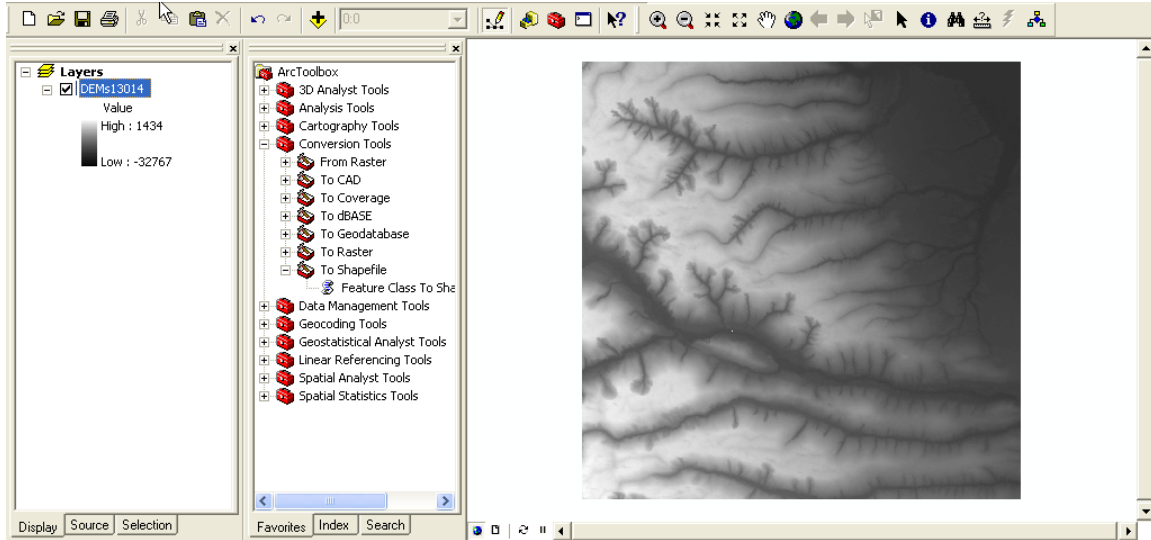 0:0
Layers
DEMs13014
Value
High : 1434
Low : -32767
Display
Source
Selection
ArcToolbox
3D Analyst Tools
Analysis Tools
Cartography Tools
Conversion Tools
From Raster
To CAD
To Coverage
To dBASE
To Geodatabase
To Raster
To Shapefile
Feature Class To Sha
Data Management Tools
Geocoding Tools
Geostatistical Analyst Tools
Linear Referencing Tools
Spatial Analyst Tools
Spatial Statistics Tools
Favorites
Index
Search